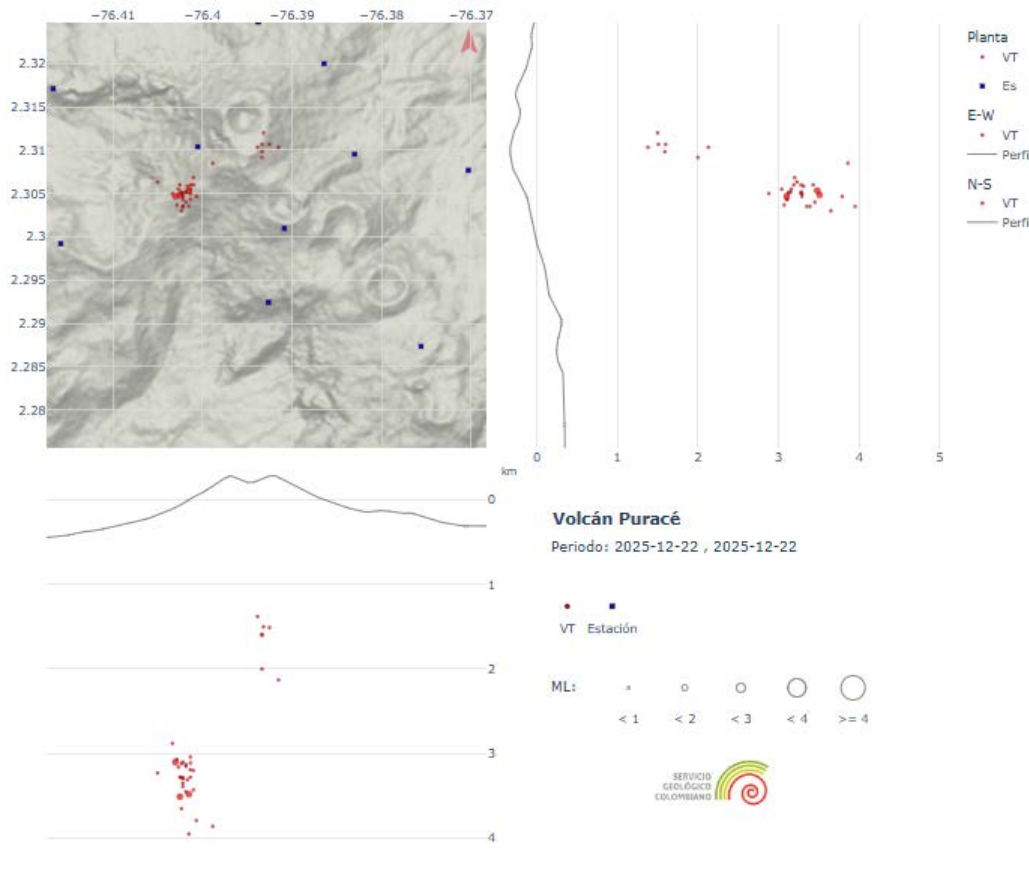 −76.41 −76.4 −76.39 −76.38 −76.37
2.32
2.315
2.31
2.305
2.3
2.295
2.29
2.285
2.28
Planta
VT
Es
E-W
VT
Perfi
N-S
VT
Perfi
0 1 2 3 4 5
km
0
1
2
3
4
Volcán Puracé
Periodo: 2025-12-22 , 2025-12-22
VT Estación
ML:
< 1 < 2 < 3 < 4 >= 4
SERVICIO
GEOLÓGICO
COLOMBIANO